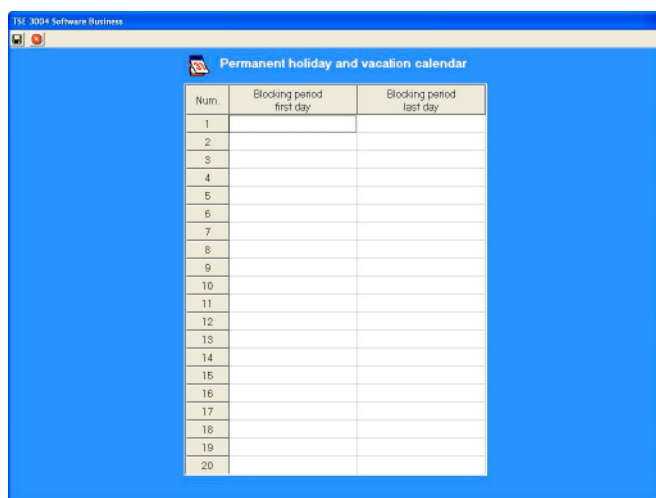 TSE 3004 Software Business
Permanent holiday and vacation calendar
Num.
Blocking period
first day
Blocking period
last day
1
2
3
4
5
6
7
8
9
10
11
12
13
14
15
16
17
18
19
20